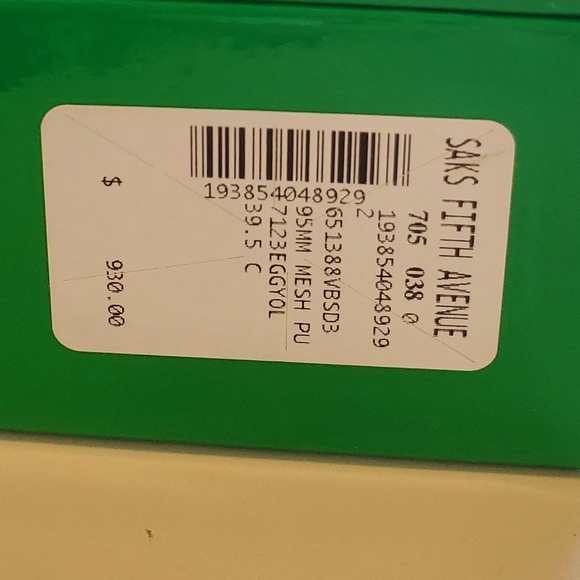 SAKS FIFTH AVENUE
705 038 0
193854048929
2
651388VBSD3
95MM MESH PU
7123EGGYOL
39.5 C
193854048929
$ 930.00